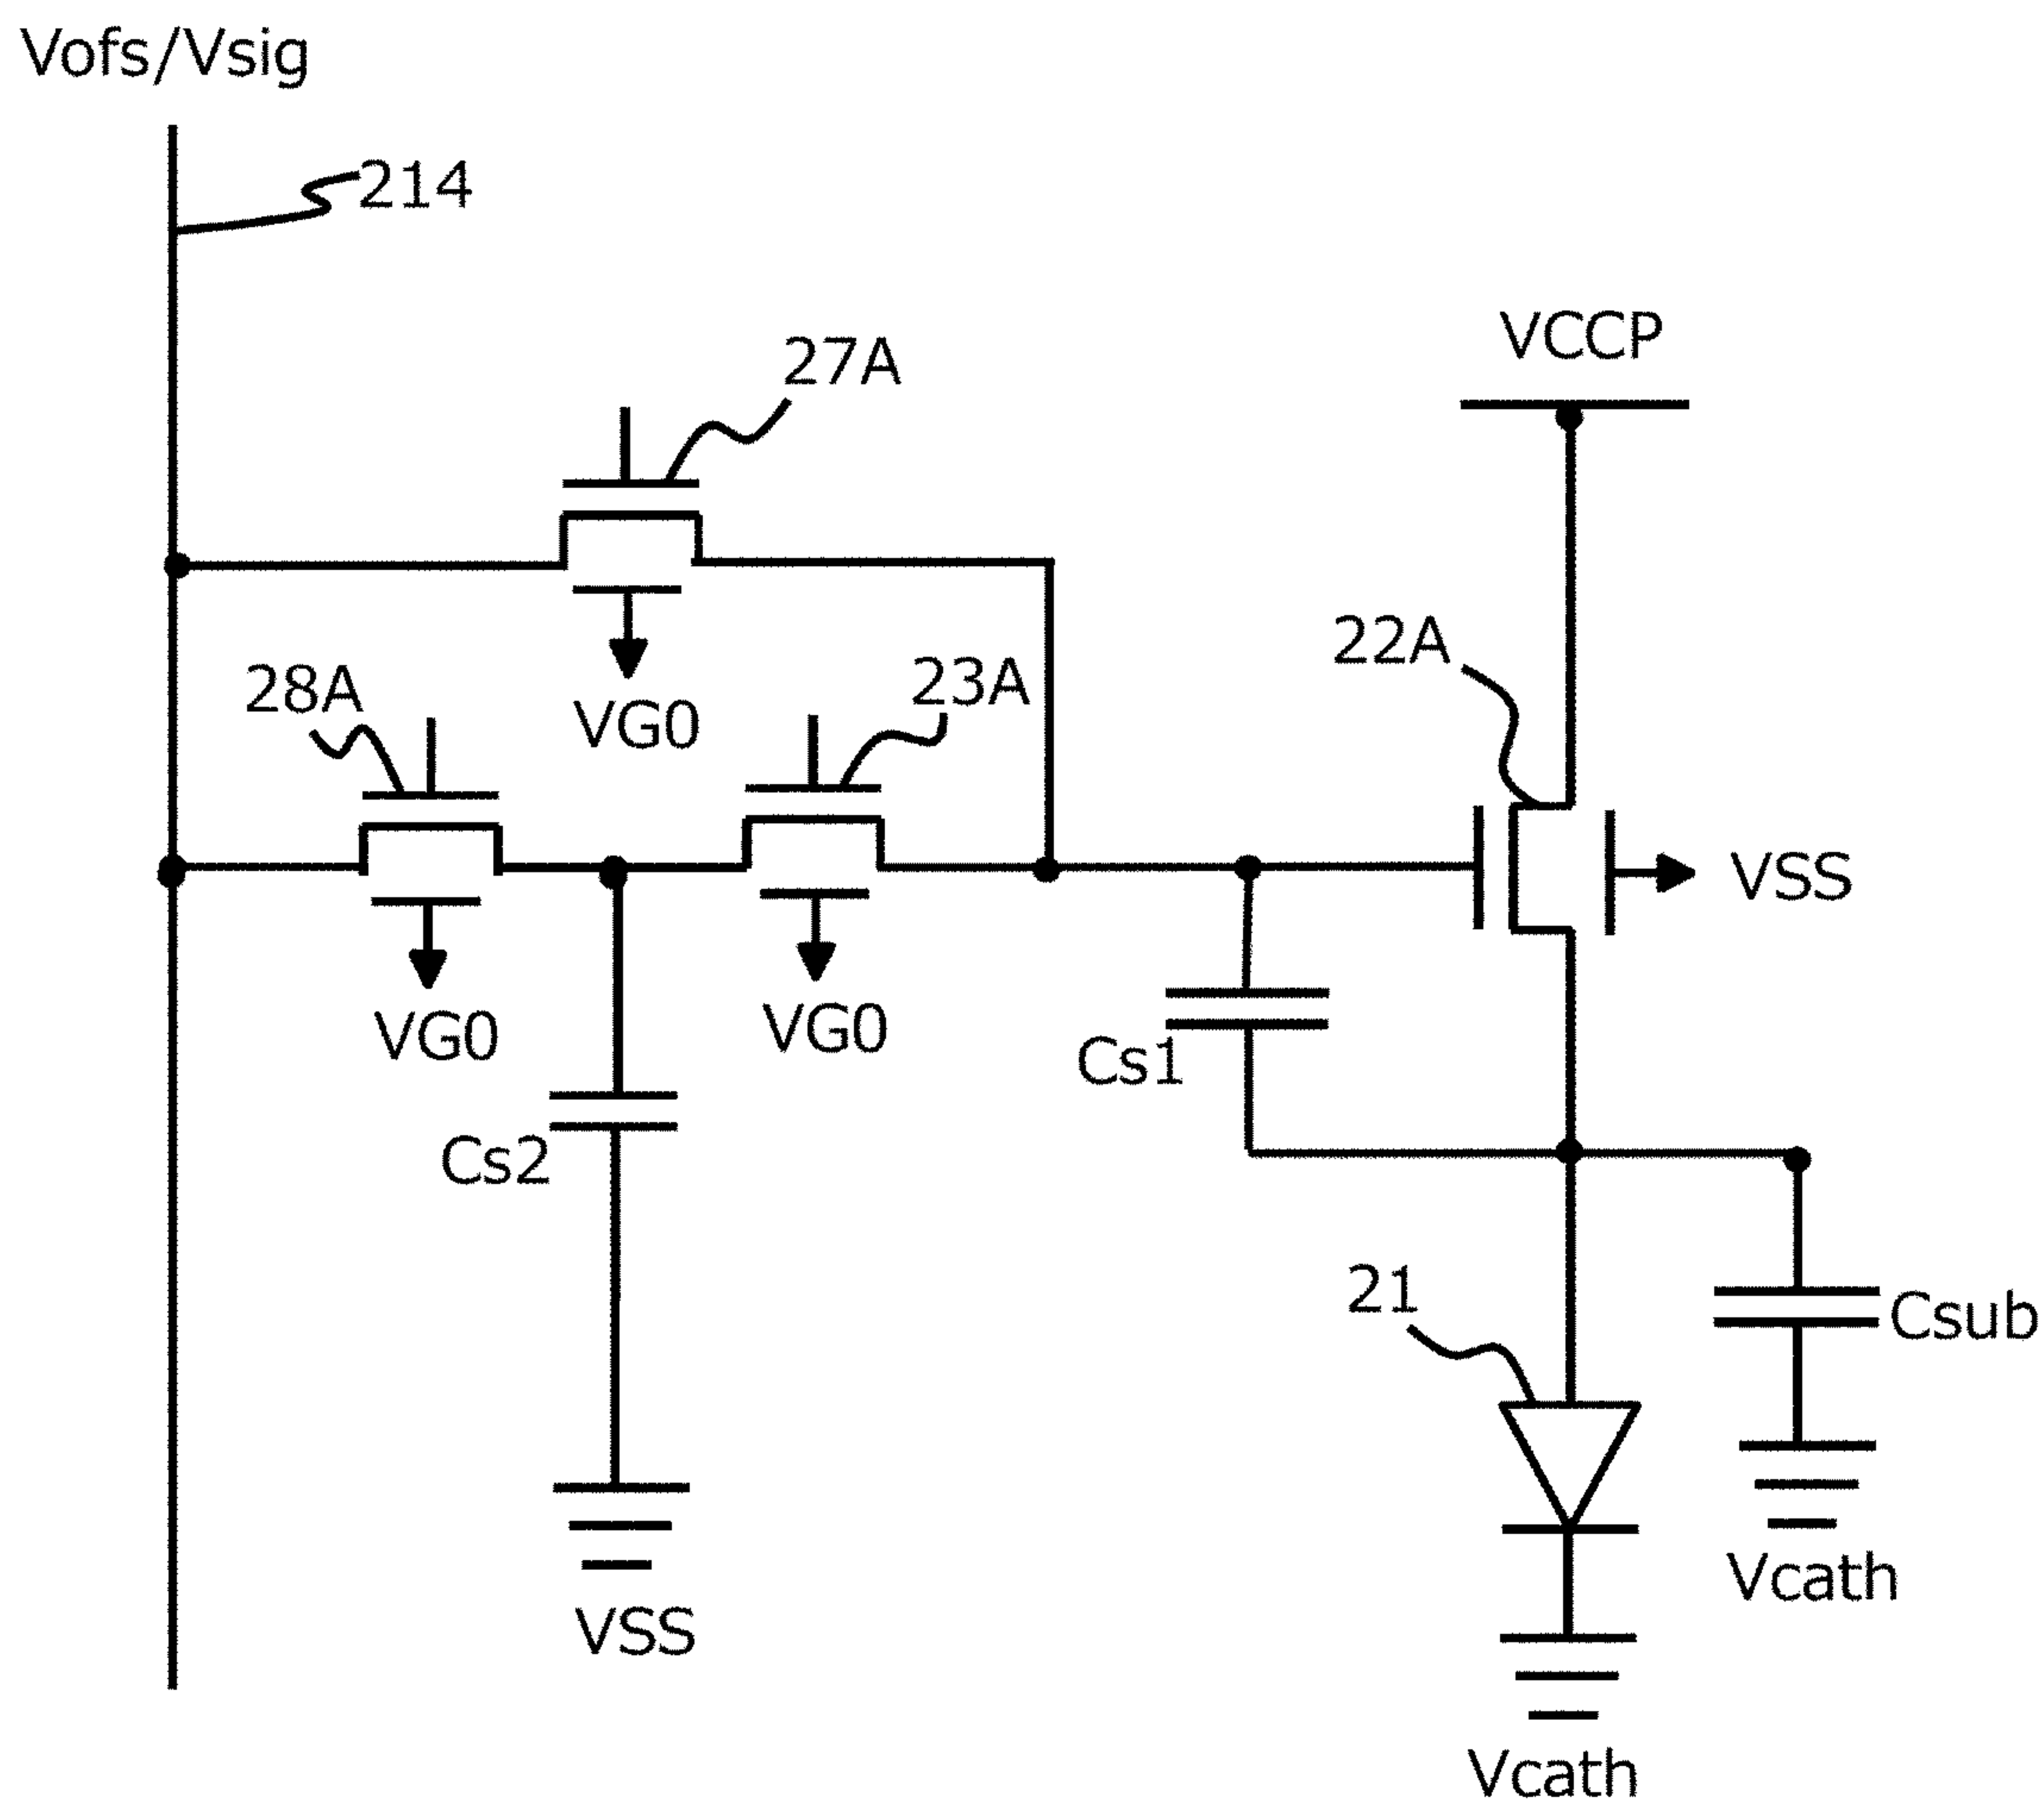 Vofs/Vsig
214
VCCP
27A
22A
28A
23A
VG0
VSS
VG0
VG0
Cs1
Cs2
21
Csub
Vcath
VSS
Vcath